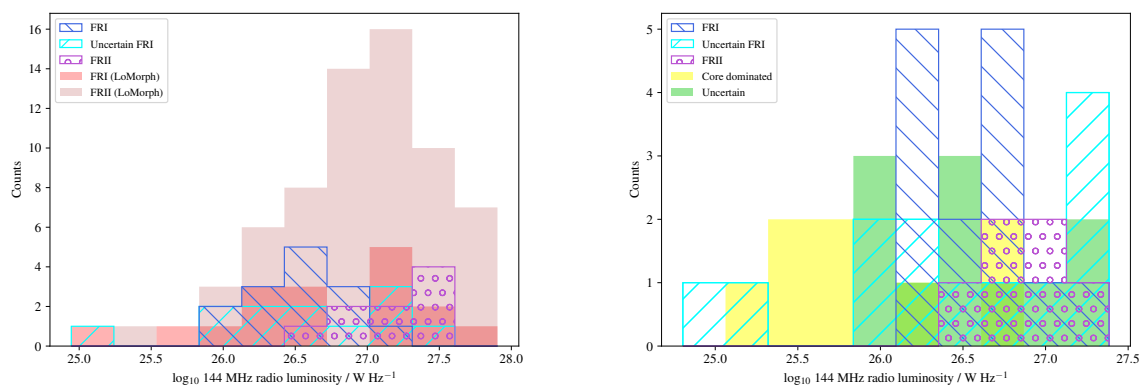 FRI
Uncertain FRI
FRII
FRI (LoMorph)
FRII (LoMorph)
16
14
12
10
8
6
4
2
0
Counts
25.0 25.5 26.0 26.5 27.0 27.5 28.0
log₁₀ 144 MHz radio luminosity / W Hz⁻¹
FRI
Uncertain FRI
FRII
Core dominated
Uncertain
5
4
3
2
1
0
Counts
25.0 25.5 26.0 26.5 27.0 27.5
log₁₀ 144 MHz radio luminosity / W Hz⁻¹